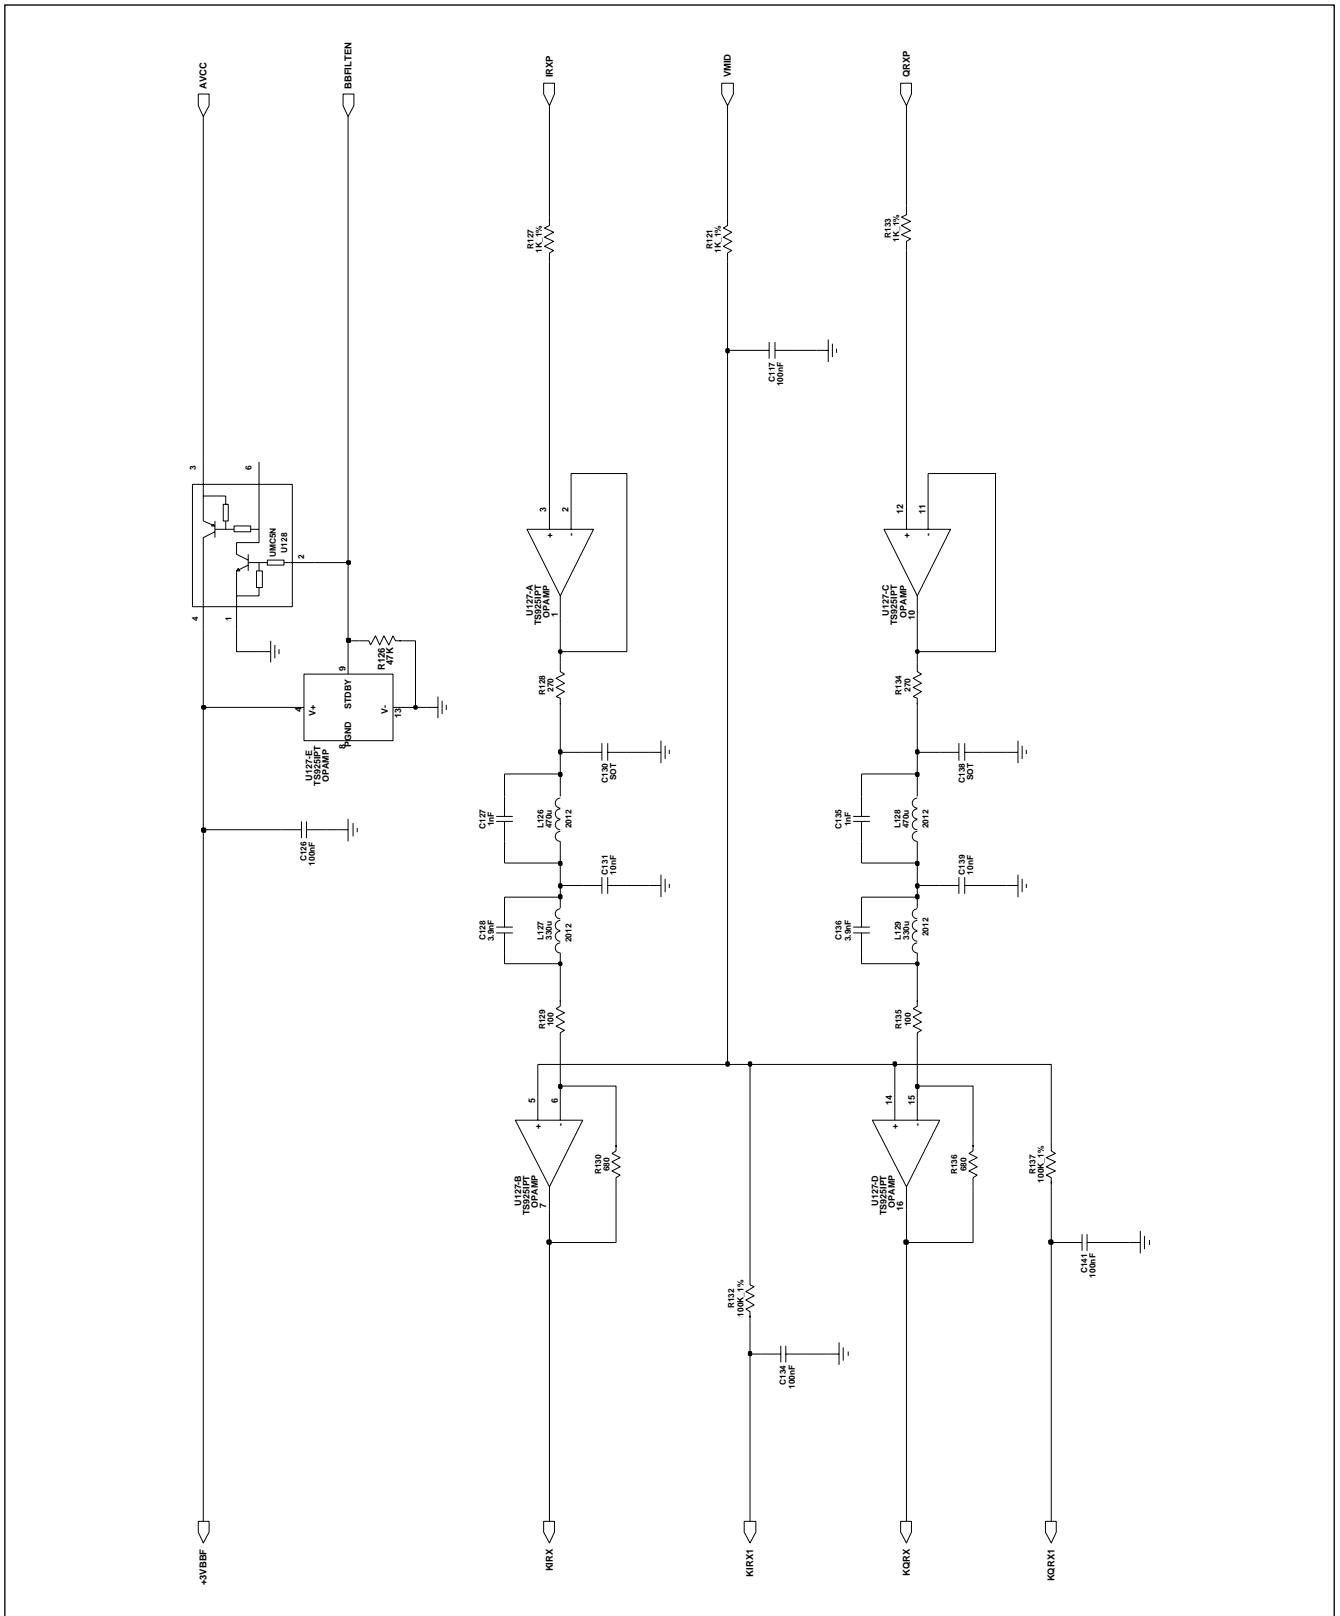 AVCC
BBFILTEN
IRXP
VMID
QRXP
R127
1K_1%
R121
1K_1%
R133
1K_1%
C117
100nF
3
6
UMC5N
U128
2
4
1
3
2
U127-A
TS925IPT
OPAMP
1
12
11
U127-C
TS925IPT
OPAMP
10
R126
47K
9
4
V+
STDBY
PGND
8
V-
13
U127-E
TS925IPT
OPAMP
C126
100nF
R128
270
C130
SOT
C127
1nF
L126
470u
2012
C131
10nF
C128
3.9nF
L127
330u
2012
R129
100
R134
270
C138
SOT
C135
1nF
L128
470u
2012
C139
10nF
C136
3.9nF
L129
330u
2012
R135
100
5
6
U127-B
TS925IPT
OPAMP
7
R130
680
14
15
U127-D
TS925IPT
OPAMP
16
R136
680
R137
100K_1%
C141
100nF
R132
100K_1%
C134
100nF
+3VBBF
KIRX
KIRX1
KQRX
KQRX1